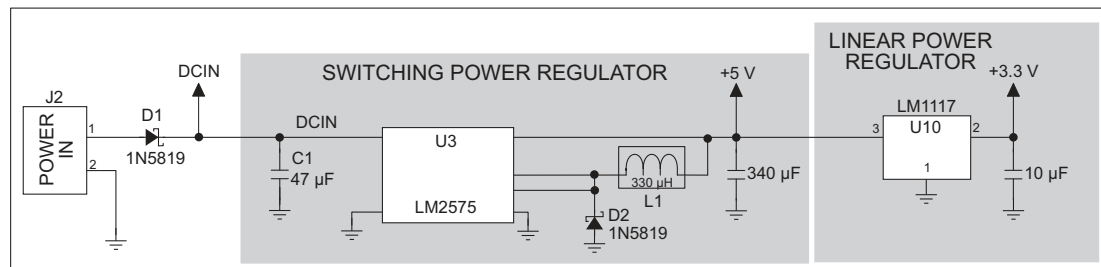 LINEAR POWER
REGULATOR
SWITCHING POWER REGULATOR
DCIN
+5 V
+3.3 V
J2
POWER
IN
1
2
D1
1N5819
DCIN
C1
47 µF
U3
LM2575
330 µH
L1
D2
1N5819
340 µF
LM1117
3
U10
2
1
10 µF